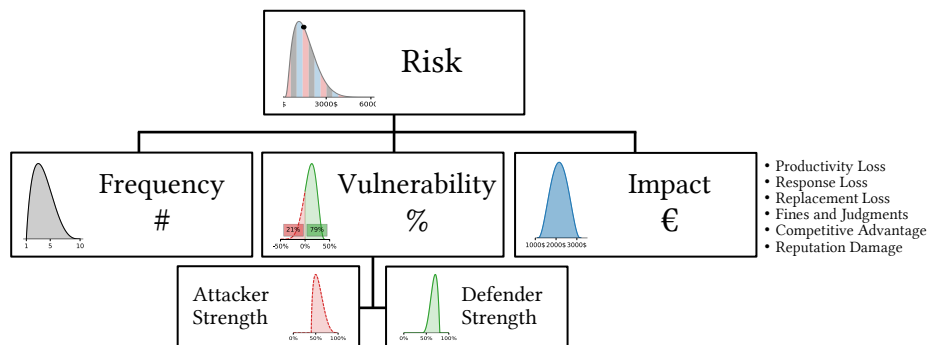 Risk
$ 3000$ 600
Frequency
#
1 5 10
Vulnerability
%
21% 79%
-50% 0% 50%
Impact
€
1000$ 2000$ 3000$
• Productivity Loss
• Response Loss
• Replacement Loss
• Fines and Judgments
• Competitive Advantage
• Reputation Damage
Attacker
Strength
0% 50% 100%
Defender
Strength
0% 50% 100%